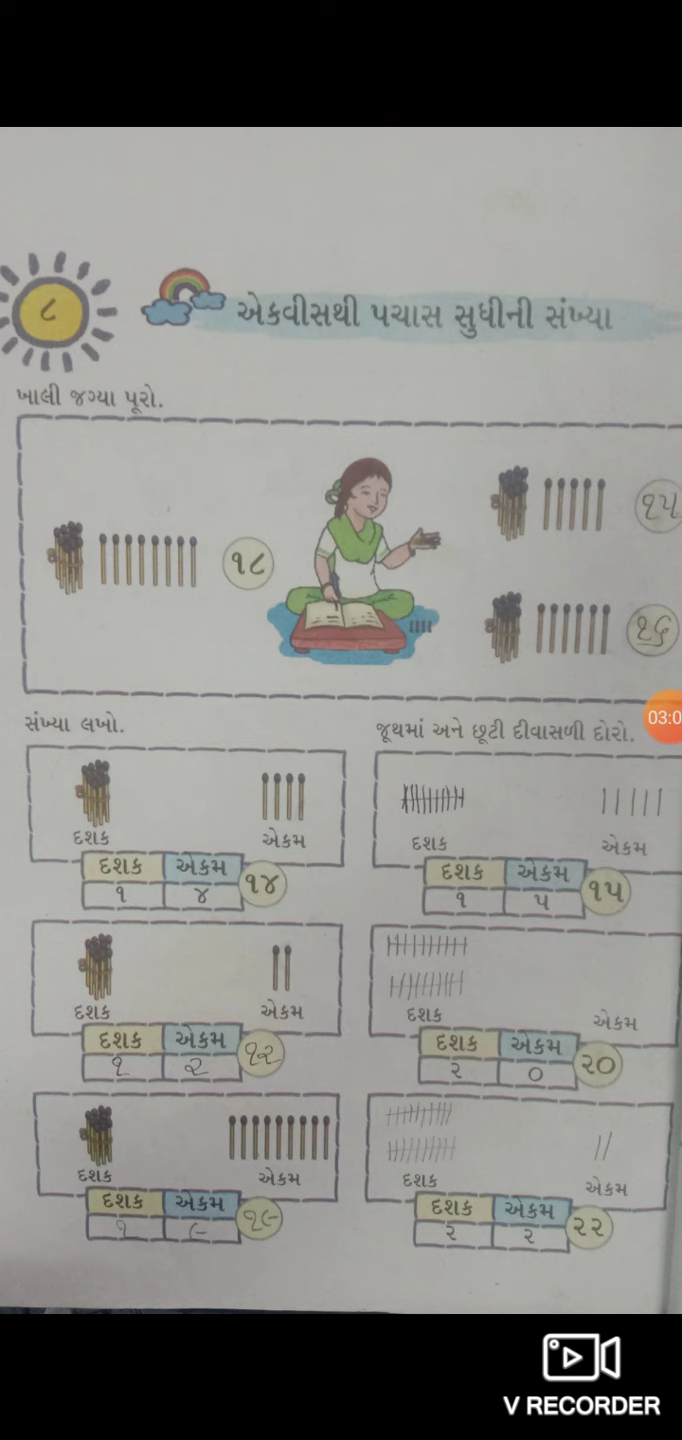 ૮
એકવીસથી પચાસ સુધીની સંખ્યા
ખાલી જગ્યા પૂરો.
૧૮
૧૫
૧૬
03:0
સંખ્યા લખો.
દશક એકમ
દશક એકમ
૧ ૪
૧૪
દશક એકમ
દશક એકમ
૧ ૨
૧૨
દશક એકમ
દશક એકમ
૧ ૯
૧૯
જૂથમાં અને છૂટી દીવાસળી દોરો.
દશક એકમ
દશક એકમ
૧ ૫
૧૫
દશક એકમ
દશક એકમ
૨ ૦
૨૦
દશક એકમ
દશક એકમ
૨ ૨
૨૨
V RECORDER